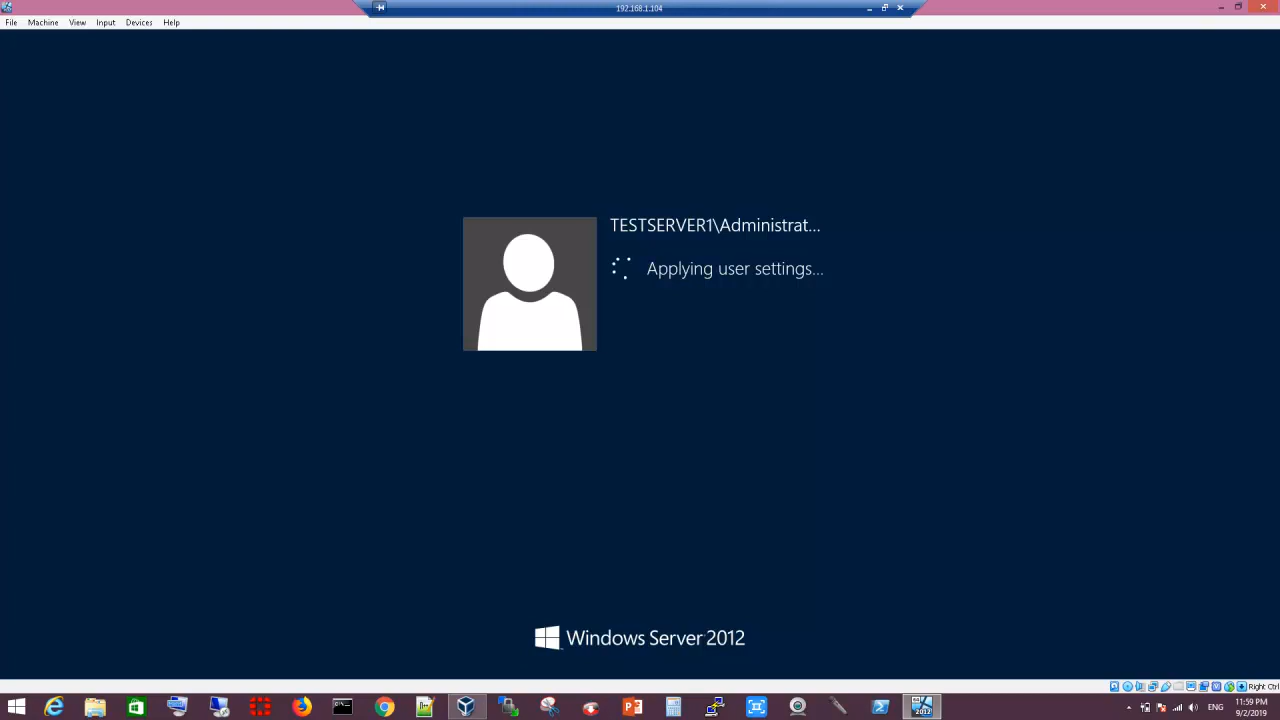 192.168.1.104
File Machine View Input Devices Help
TESTSERVER1\Administrat...
Applying user settings...
Windows Server 2012
Right Ctrl
2012
ENG
11:59 PM
9/2/2019